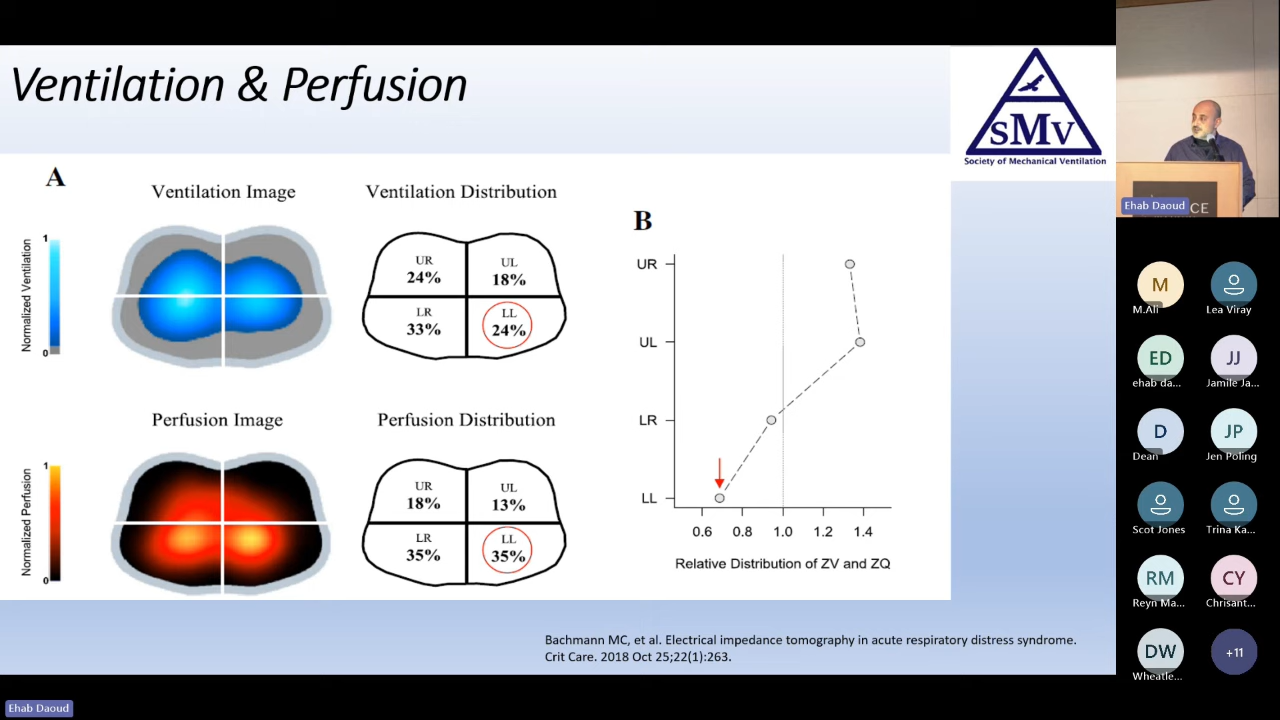 Ventilation & Perfusion
SMV
Society of Mechanical Ventilation
A
Ventilation Image
Ventilation Distribution
Normalized Ventilation
1
0
UR
24%
UL
18%
LR
33%
LL
24%
Perfusion Image
Perfusion Distribution
Normalized Perfusion
1
0
UR
18%
UL
13%
LR
35%
LL
35%
B
UR
UL
LR
LL
0.6 0.8 1.0 1.2 1.4
Relative Distribution of ZV and ZQ
Bachmann MC, et al. Electrical impedance tomography in acute respiratory distress syndrome.
Crit Care. 2018 Oct 25;22(1):263.
Ehab Daoud
CE
Ehab Daoud
M
M.Ali
Lea Viray
ED
ehab da...
JJ
Jamile Ja...
D
Dean
JP
Jen Poling
Scot Jones
Trina Ka...
RM
Reyn Ma...
CY
Chrisant...
DW
Wheatle...
+11